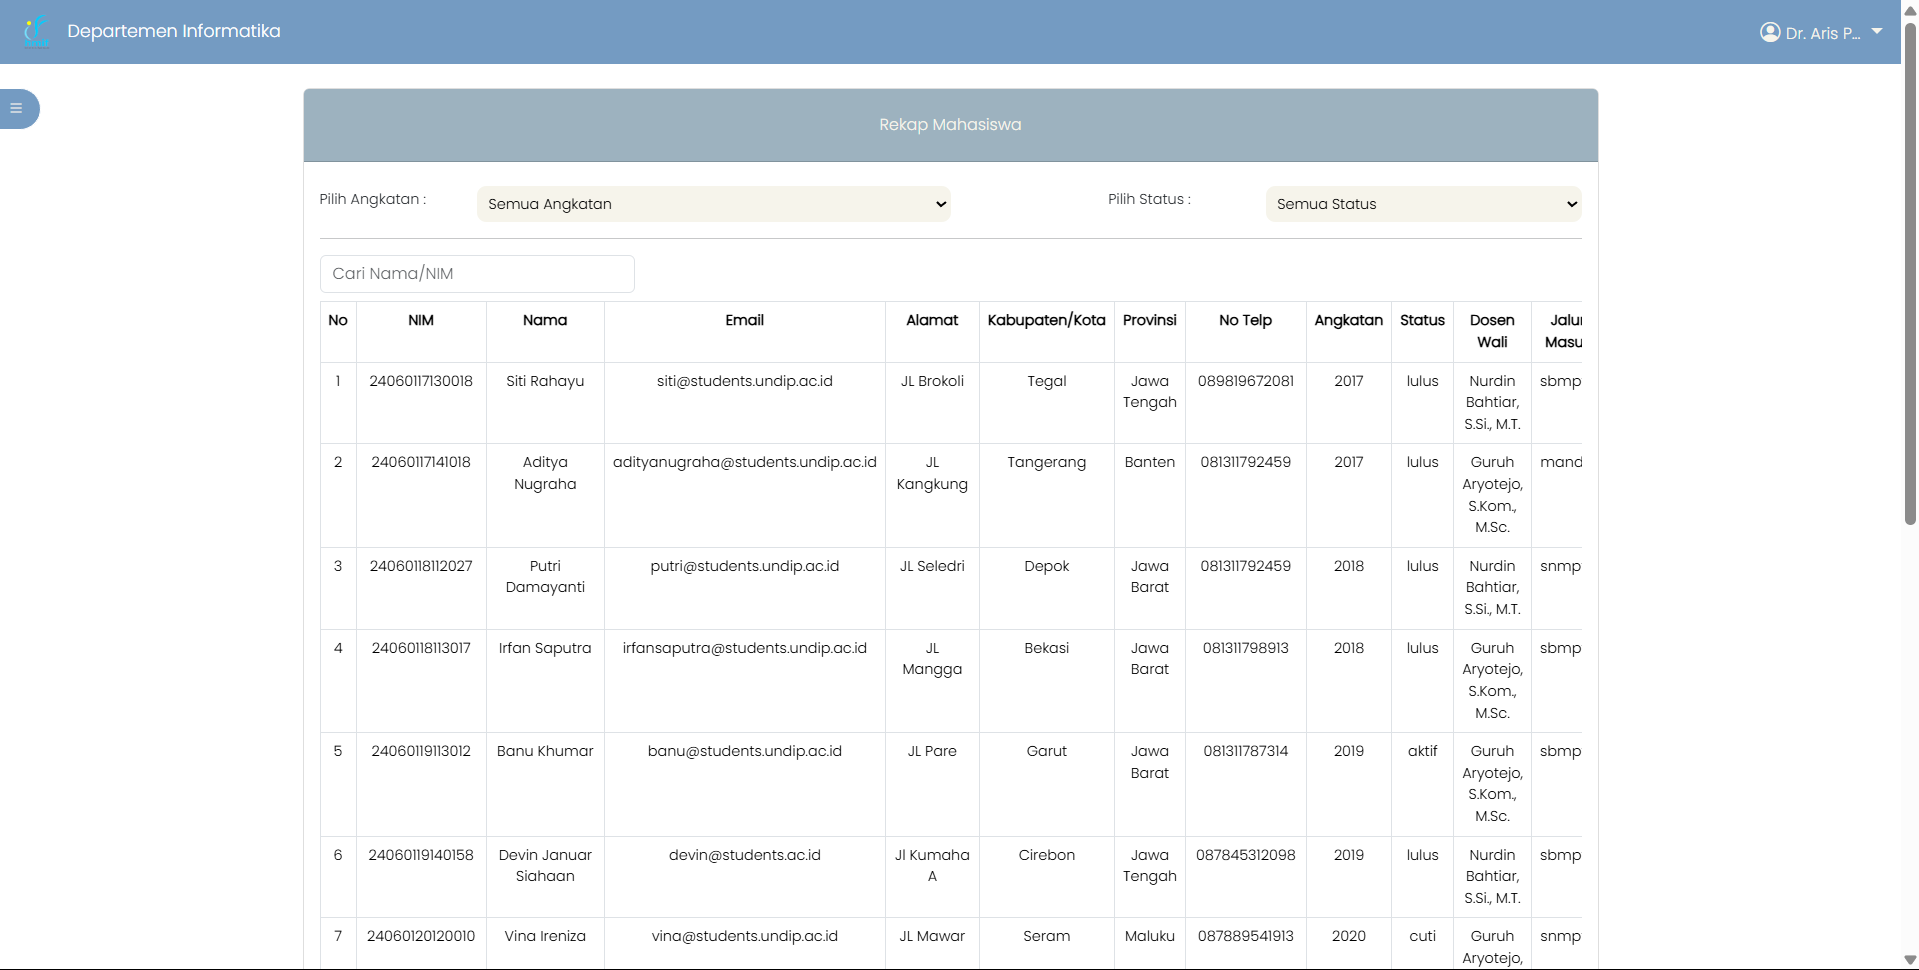 Departemen Informatika
Dr. Aris P...
Rekap Mahasiswa
Pilih Angkatan :
Semua Angkatan
Pilih Status :
Semua Status
Cari Nama/NIM
No NIM Nama Email Alamat Kabupaten/Kota Provinsi No Telp Angkatan Status Dosen Jalur
Wali Masu
1 24060117130018 Siti Rahayu siti@students.undip.ac.id JL Brokoli Tegal Jawa 089819672081 2017 lulus Nurdin sbmp
Tengah Bahtiar,
S.Si., M.T.
2 24060117141018 Aditya adityanugraha@students.undip.ac.id JL Tangerang Banten 081311792459 2017 lulus Guruh mand
Nugraha Kangkung Aryotejo,
S.Kom.,
M.Sc.
3 24060118112027 Putri putri@students.undip.ac.id JL Seledri Depok Jawa 081311792459 2018 lulus Nurdin snmp
Damayanti Barat Bahtiar,
S.Si., M.T.
4 24060118113017 Irfan Saputra irfansaputra@students.undip.ac.id JL Bekasi Jawa 081311798913 2018 lulus Guruh sbmp
Mangga Barat Aryotejo,
S.Kom.,
M.Sc.
5 24060119113012 Banu Khumar banu@students.undip.ac.id JL Pare Garut Jawa 081311787314 2019 aktif Guruh sbmp
Barat Aryotejo,
S.Kom.,
M.Sc.
6 24060119140158 Devin Januar devin@students.ac.id Jl Kumaha Cirebon Jawa 087845312098 2019 lulus Nurdin sbmp
Siahaan A Tengah Bahtiar,
S.Si., M.T.
7 24060120120010 Vina Ireniza vina@students.undip.ac.id JL Mawar Seram Maluku 087889541913 2020 cuti Guruh snmp
Aryotejo,